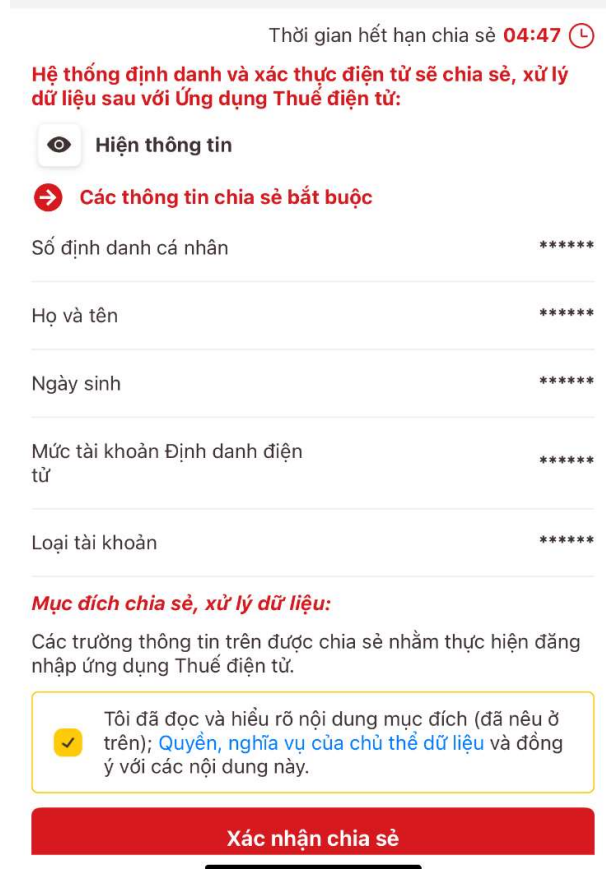 Thời gian hết hạn chia sẻ 04:47
Hệ thống định danh và xác thực điện tử sẽ chia sẻ, xử lý
dữ liệu sau với Ứng dụng Thuế điện tử:
Hiện thông tin
Các thông tin chia sẻ bắt buộc
Số định danh cá nhân ******
Họ và tên ******
Ngày sinh ******
Mức tài khoản Định danh điện
tử ******
Loại tài khoản ******
Mục đích chia sẻ, xử lý dữ liệu:
Các trường thông tin trên được chia sẻ nhằm thực hiện đăng
nhập ứng dụng Thuế điện tử.
Tôi đã đọc và hiểu rõ nội dung mục đích (đã nêu ở
trên); Quyền, nghĩa vụ của chủ thể dữ liệu và đồng
ý với các nội dung này.
Xác nhận chia sẻ